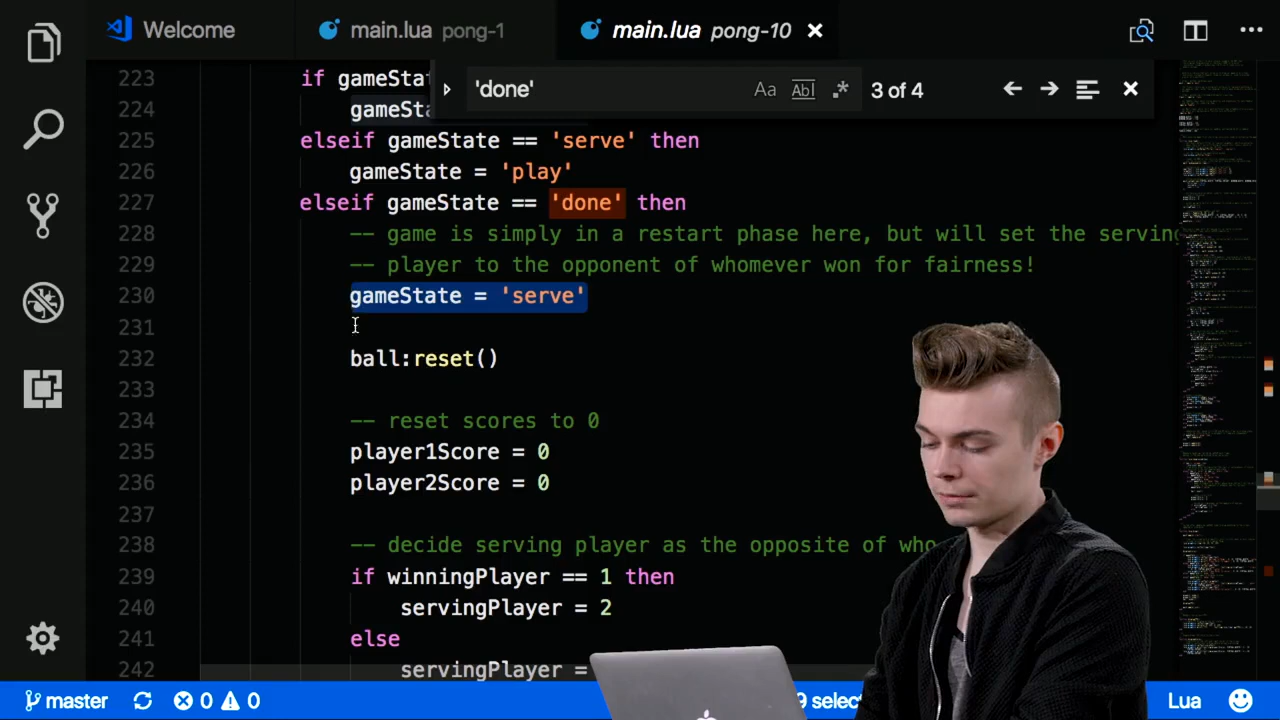 Welcome
main.lua pong-1
main.lua pong-10
'done'
Aa
Abl
3 of 4
223 if gameStat
224 gameSta
225 elseif gameState == 'serve' then
226 gameState = 'play'
227 elseif gameState == 'done' then
228 -- game is simply in a restart phase here, but will set the serving
229 -- player to the opponent of whomever won for fairness!
230 gameState = 'serve'
231
232 ball:reset()
233
234 -- reset scores to 0
235 player1Score = 0
236 player2Score = 0
237
238 -- decide serving player as the opposite of who
239 if winningPlayer == 1 then
240 servingPlayer = 2
241 else
242 servingPlayer =
master 0 0 9 selec Lua